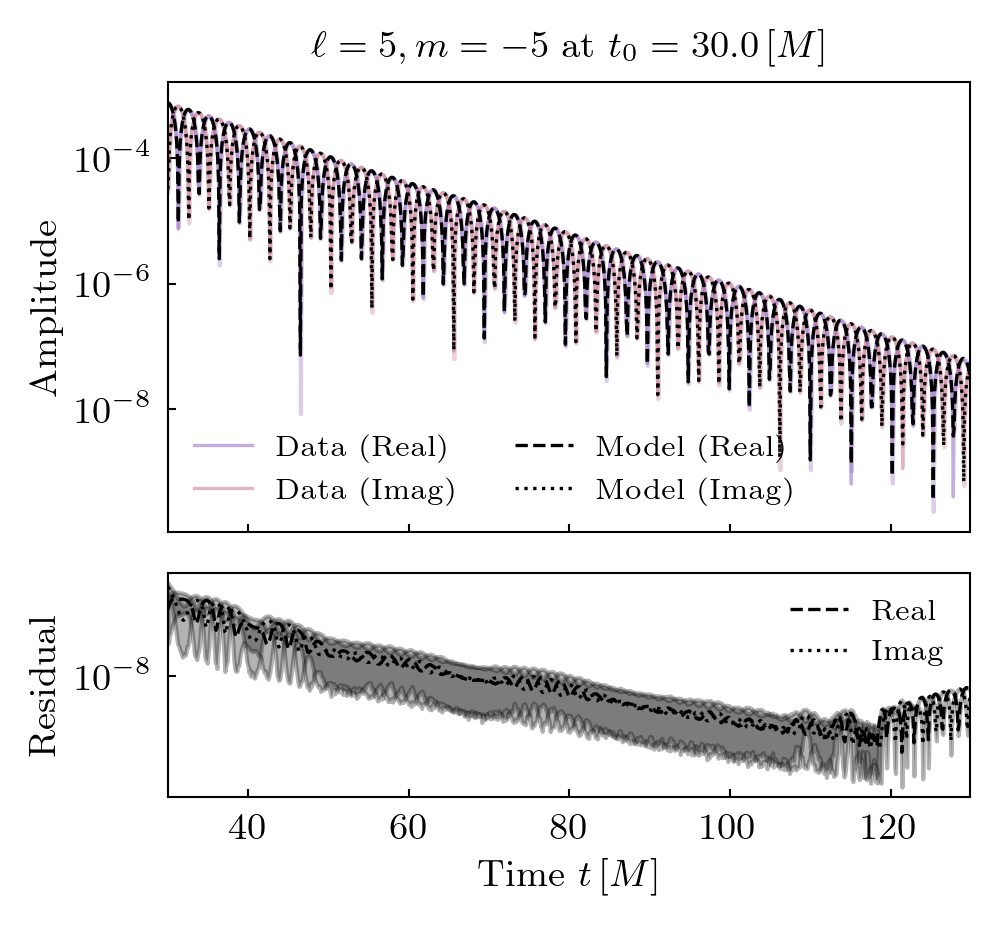 ℓ = 5, m = −5 at t₀ = 30.0 [M]
10⁻⁴
10⁻⁶
10⁻⁸
Amplitude
Data (Real)
Data (Imag)
Model (Real)
Model (Imag)
Residual
10⁻⁸
Real
Imag
40 60 80 100 120
Time t [M]